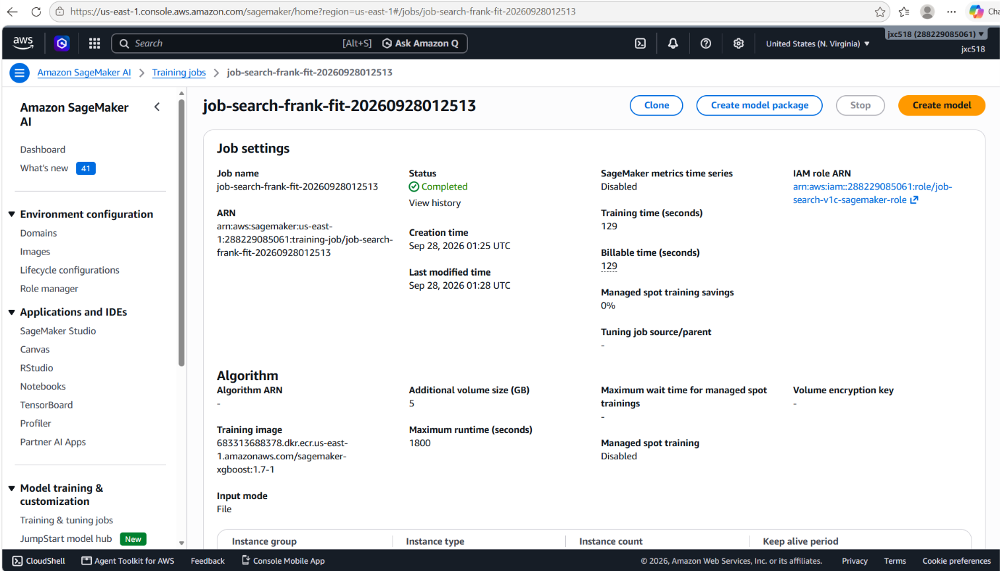 https://us-east-1.console.aws.amazon.com/sagemaker/home?region=us-east-1#/jobs/job-search-frank-fit-20260928012513
aws
Search
[Alt+S]
Ask Amazon Q
United States (N. Virginia)
jxc518 (288229085061)
jxc518
Amazon SageMaker AI
Training jobs
job-search-frank-fit-20260928012513
Amazon SageMaker
AI
Dashboard
What's new 41
Environment configuration
Domains
Images
Lifecycle configurations
Role manager
Applications and IDEs
SageMaker Studio
Canvas
RStudio
Notebooks
TensorBoard
Profiler
Partner AI Apps
Model training &
customization
Training & tuning jobs
JumpStart model hub New
job-search-frank-fit-20260928012513
Clone
Create model package
Stop
Create model
Job settings
Job name
job-search-frank-fit-20260928012513
ARN
arn:aws:sagemaker:us-east-
1:288229085061:training-job/job-search-
frank-fit-20260928012513
Status
Completed
View history
Creation time
Sep 28, 2026 01:25 UTC
Last modified time
Sep 28, 2026 01:28 UTC
SageMaker metrics time series
Disabled
Training time (seconds)
129
Billable time (seconds)
129
Managed spot training savings
0%
Tuning job source/parent
-
IAM role ARN
arn:aws:iam::288229085061:role/job-
search-v1c-sagemaker-role
Algorithm
Algorithm ARN
-
Training image
683313688378.dkr.ecr.us-east-
1.amazonaws.com/sagemaker-
xgboost:1.7-1
Input mode
File
Additional volume size (GB)
5
Maximum runtime (seconds)
1800
Maximum wait time for managed spot
trainings
-
Managed spot training
Disabled
Volume encryption key
-
Instance group
Instance type
Instance count
Keep alive period
CloudShell
Agent Toolkit for AWS
Feedback
Console Mobile App
© 2026, Amazon Web Services, Inc. or its affiliates.
Privacy
Terms
Cookie preferences